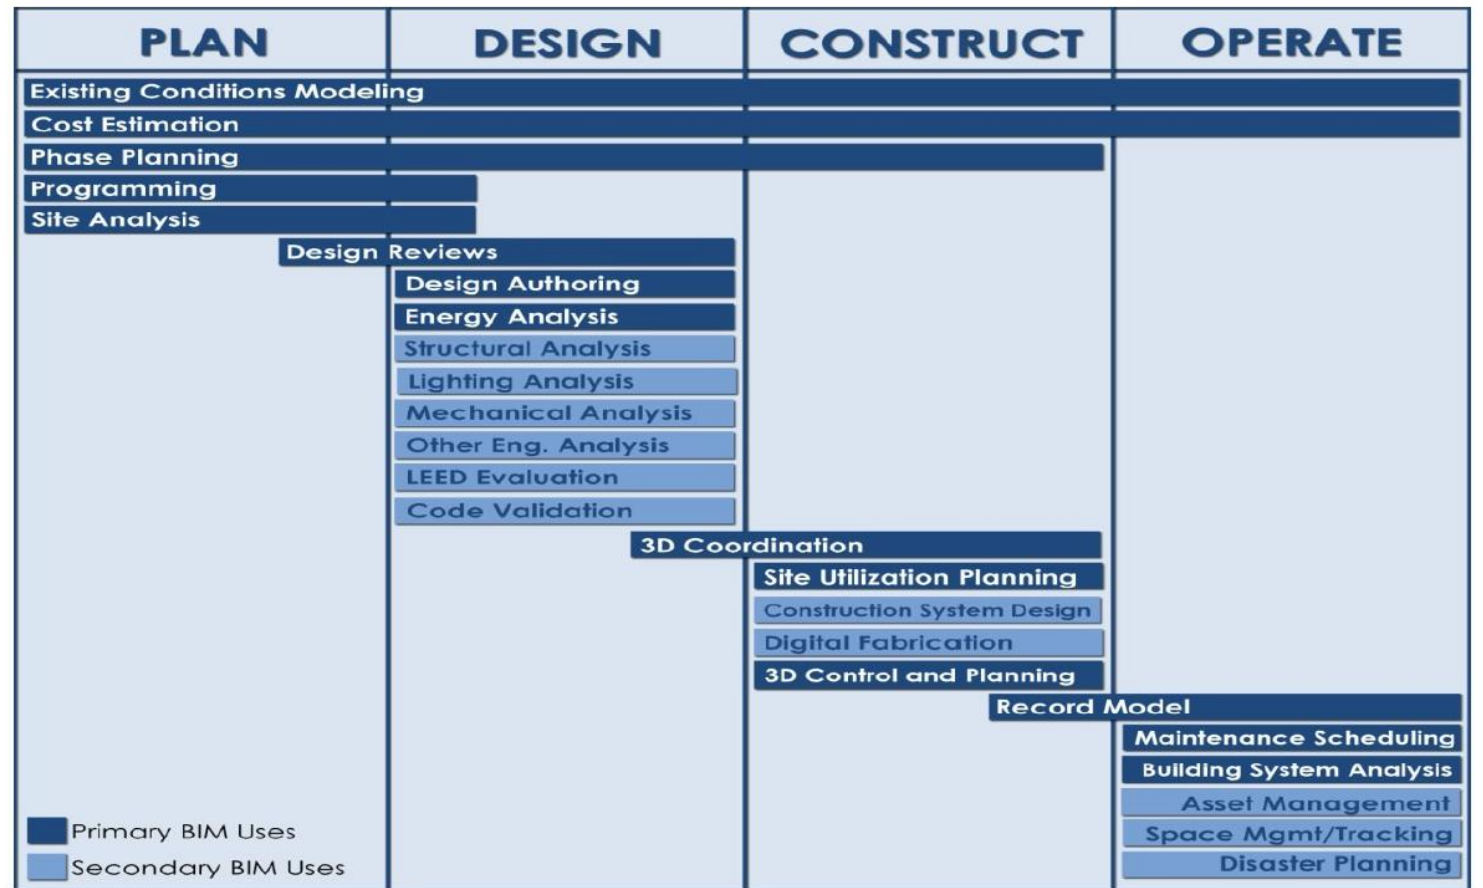 PLAN
DESIGN
CONSTRUCT
OPERATE
Existing Conditions Modeling
Cost Estimation
Phase Planning
Programming
Site Analysis
Design Reviews
Design Authoring
Energy Analysis
Structural Analysis
Lighting Analysis
Mechanical Analysis
Other Eng. Analysis
LEED Evaluation
Code Validation
3D Coordination
Site Utilization Planning
Construction System Design
Digital Fabrication
3D Control and Planning
Record Model
Maintenance Scheduling
Building System Analysis
Asset Management
Space Mgmt/Tracking
Disaster Planning
Primary BIM Uses
Secondary BIM Uses